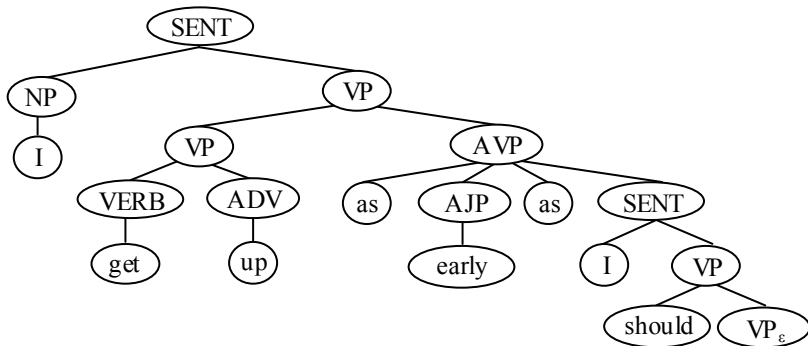 SENT
NP VP
I VP AVP
VERB ADV as AJP as SENT
get up early I VP
should VPε